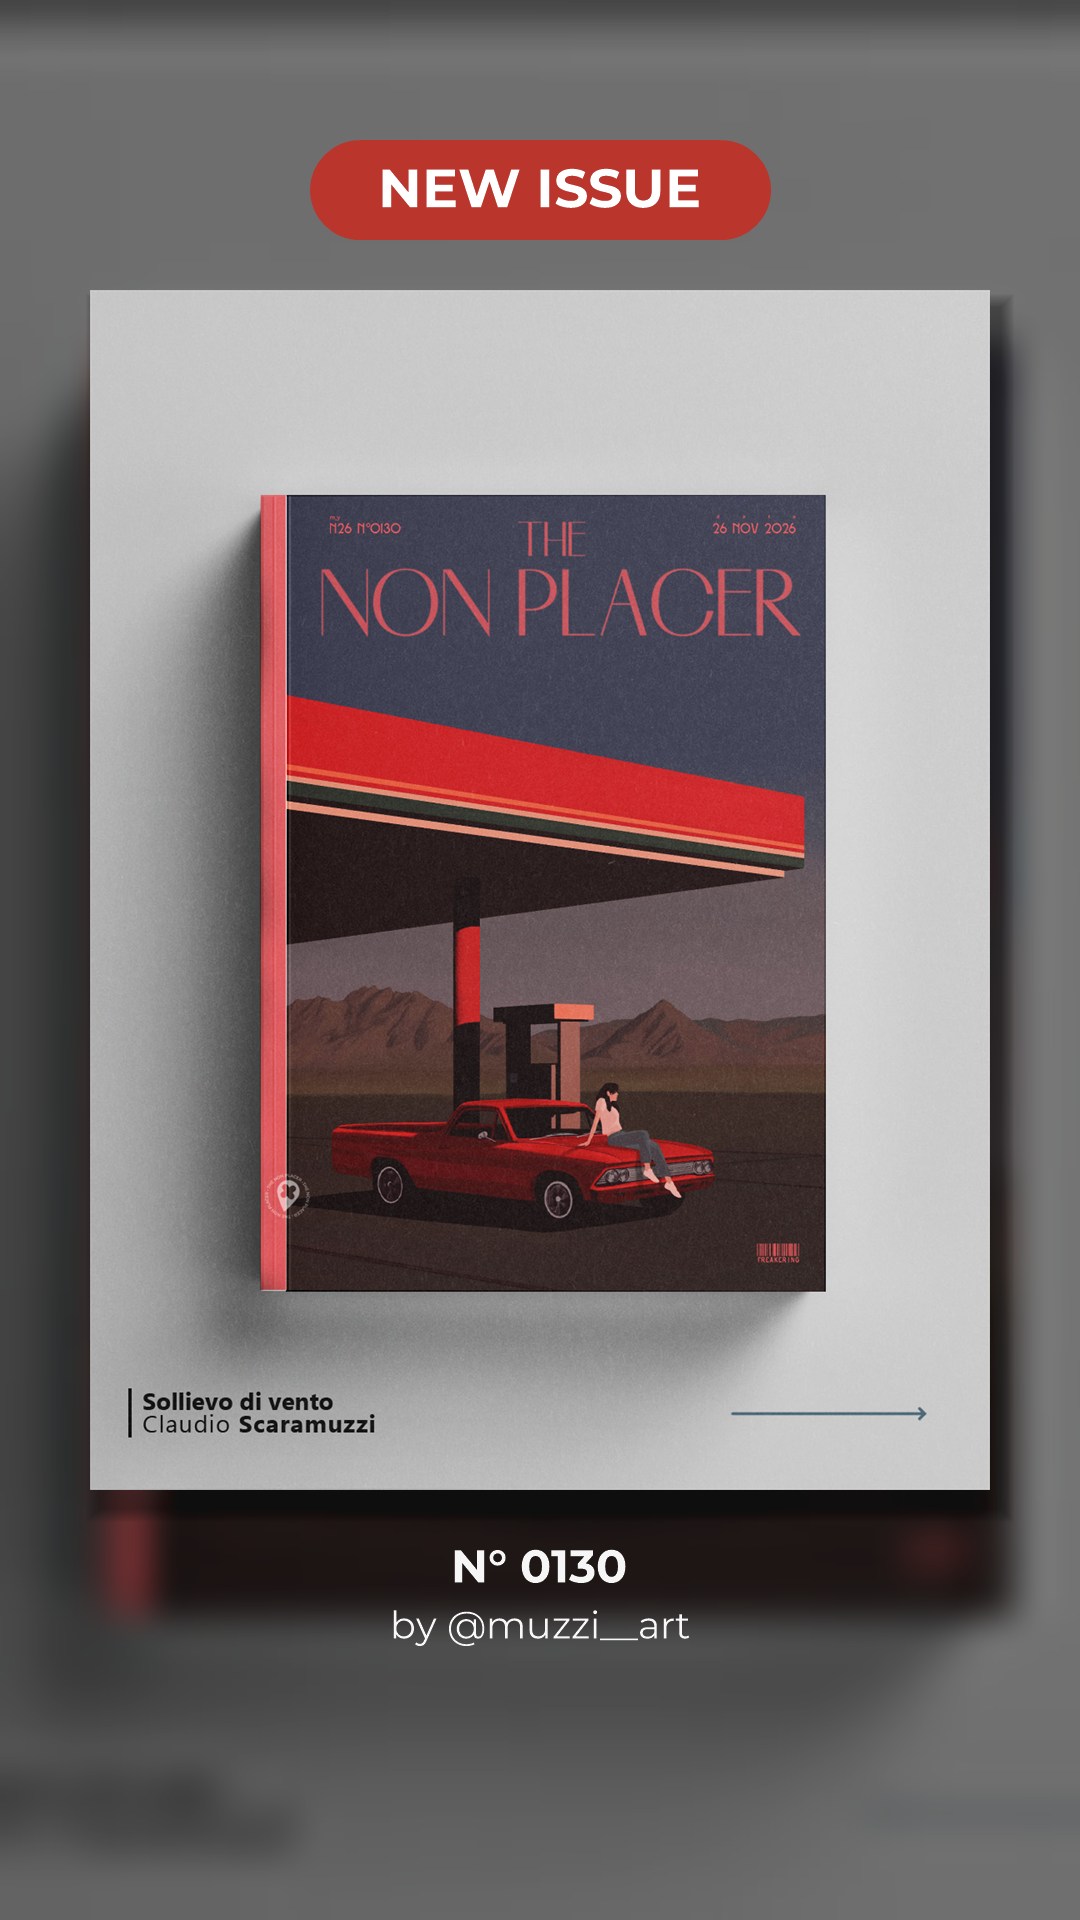 NEW ISSUE
N26 N°0130
26 NOV 2026
THE
NON PLACER
Sollievo di vento
Claudio Scaramuzzi
N° 0130
by @muzzi__art